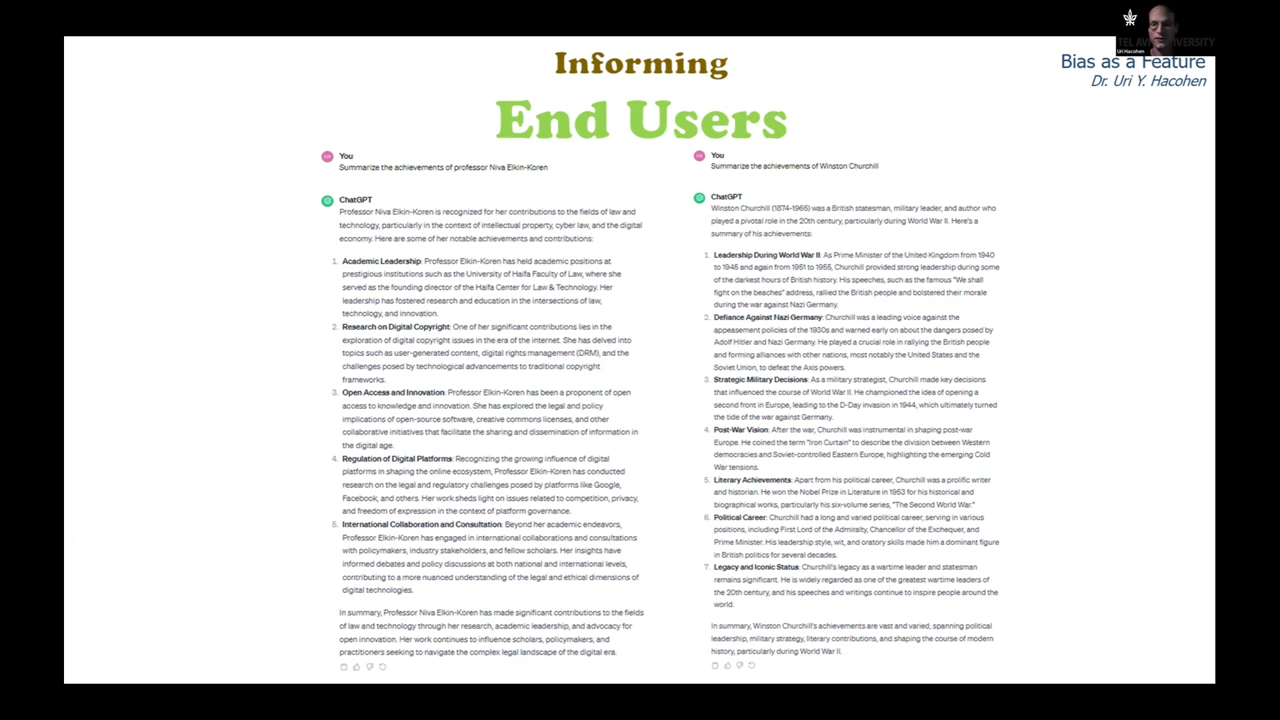 TEL AVIV UNIVERSITY
Uri Hacohen
Bias as a Feature
Dr. Uri Y. Hacohen
Informing
End Users
You
Summarize the achievements of professor Niva Elkin-Koren
ChatGPT
Professor Niva Elkin-Koren is recognized for her contributions to the fields of law and
technology, particularly in the context of intellectual property, cyber law, and the digital
economy. Here are some of her notable achievements and contributions:
1. Academic Leadership: Professor Elkin-Koren has held academic positions at
prestigious institutions such as the University of Haifa Faculty of Law, where she
served as the founding director of the Haifa Center for Law & Technology. Her
leadership has fostered research and education in the intersections of law,
technology, and innovation.
2. Research on Digital Copyright: One of her significant contributions lies in the
exploration of digital copyright issues in the era of the internet. She has delved into
topics such as user-generated content, digital rights management (DRM), and the
challenges posed by technological advancements to traditional copyright
frameworks.
3. Open Access and Innovation: Professor Elkin-Koren has been a proponent of open
access to knowledge and innovation. She has explored the legal and policy
implications of open-source software, creative commons licenses, and other
collaborative initiatives that facilitate the sharing and dissemination of information in
the digital age.
4. Regulation of Digital Platforms: Recognizing the growing influence of digital
platforms in shaping the online ecosystem, Professor Elkin-Koren has conducted
research on the legal and regulatory challenges posed by platforms like Google,
Facebook, and others. Her work sheds light on issues related to competition, privacy,
and freedom of expression in the context of platform governance.
5. International Collaboration and Consultation: Beyond her academic endeavors,
Professor Elkin-Koren has engaged in international collaborations and consultations
with policymakers, industry stakeholders, and fellow scholars. Her insights have
informed debates and policy discussions at both national and international levels,
contributing to a more nuanced understanding of the legal and ethical dimensions of
digital technologies.
In summary, Professor Niva Elkin-Koren has made significant contributions to the fields
of law and technology through her research, academic leadership, and advocacy for
open innovation. Her work continues to influence scholars, policymakers, and
practitioners seeking to navigate the complex legal landscape of the digital era.
You
Summarize the achievements of Winston Churchill
ChatGPT
Winston Churchill (1874-1965) was a British statesman, military leader, and author who
played a pivotal role in the 20th century, particularly during World War II. Here's a
summary of his achievements:
1. Leadership During World War II: As Prime Minister of the United Kingdom from 1940
to 1945 and again from 1951 to 1955, Churchill provided strong leadership during some
of the darkest hours of British history. His speeches, such as the famous "We shall
fight on the beaches" address, rallied the British people and bolstered their morale
during the war against Nazi Germany.
2. Defiance Against Nazi Germany: Churchill was a leading voice against the
appeasement policies of the 1930s and warned early on about the dangers posed by
Adolf Hitler and Nazi Germany. He played a crucial role in rallying the British people
and forming alliances with other nations, most notably the United States and the
Soviet Union, to defeat the Axis powers.
3. Strategic Military Decisions: As a military strategist, Churchill made key decisions
that influenced the course of World War II. He championed the idea of opening a
second front in Europe, leading to the D-Day invasion in 1944, which ultimately turned
the tide of the war against Germany.
4. Post-War Vision: After the war, Churchill was instrumental in shaping post-war
Europe. He coined the term "Iron Curtain" to describe the division between Western
democracies and Soviet-controlled Eastern Europe, highlighting the emerging Cold
War tensions.
5. Literary Achievements: Apart from his political career, Churchill was a prolific writer
and historian. He won the Nobel Prize in Literature in 1953 for his historical and
biographical works, particularly his six-volume series, "The Second World War."
6. Political Career: Churchill had a long and varied political career, serving in various
positions, including First Lord of the Admiralty, Chancellor of the Exchequer, and
Prime Minister. His leadership style, wit, and oratory skills made him a dominant figure
in British politics for several decades.
7. Legacy and Iconic Status: Churchill's legacy as a wartime leader and statesman
remains significant. He is widely regarded as one of the greatest wartime leaders of
the 20th century, and his speeches and writings continue to inspire people around the
world.
In summary, Winston Churchill's achievements are vast and varied, spanning political
leadership, military strategy, literary contributions, and shaping the course of modern
history, particularly during World War II.